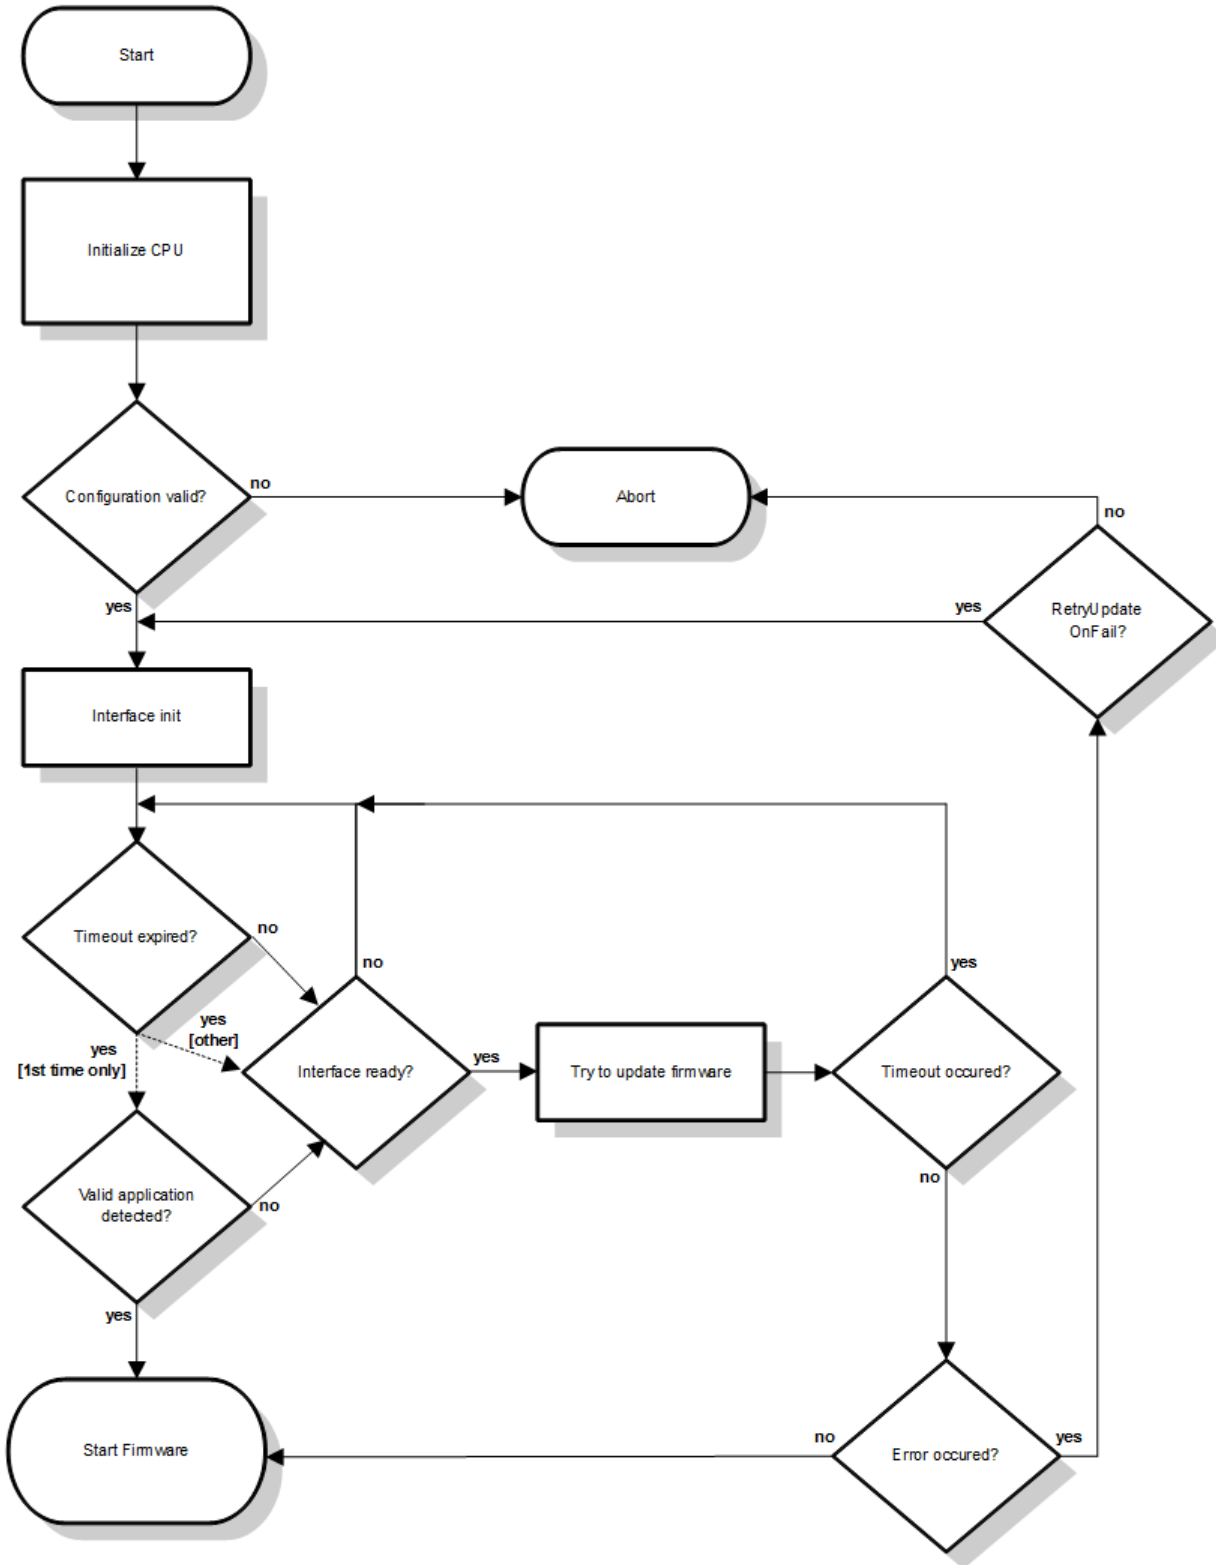 Start
Initialize CPU
Configuration valid?
no
Abort
no
yes
yes
RetryUpdate
OnFail?
Interface init
Timeout expired?
no
no
yes
yes
[other]
yes
[1st time only]
Interface ready?
yes
Try to update firmware
Timeout occured?
no
Valid application
detected?
no
yes
Start Firmware
no
Error occured?
yes